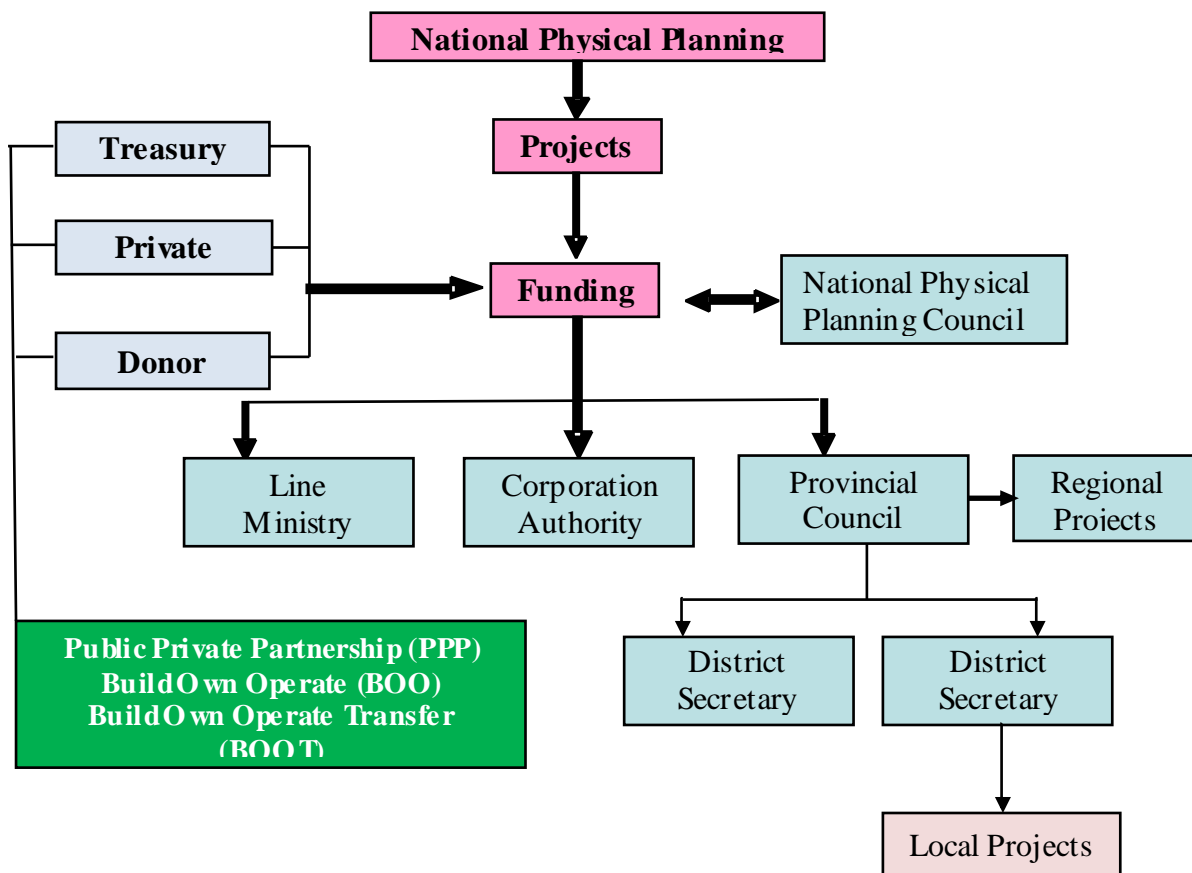 National Physical Planning
Projects
Treasury
Private
Donor
Funding
National Physical
Planning Council
Line
Ministry
Corporation
Authority
Provincial
Council
Regional
Projects
Public Private Partnership (PPP)
Build Own Operate (BOO)
Build Own Operate Transfer
(BOOT)
District
Secretary
District
Secretary
Local Projects